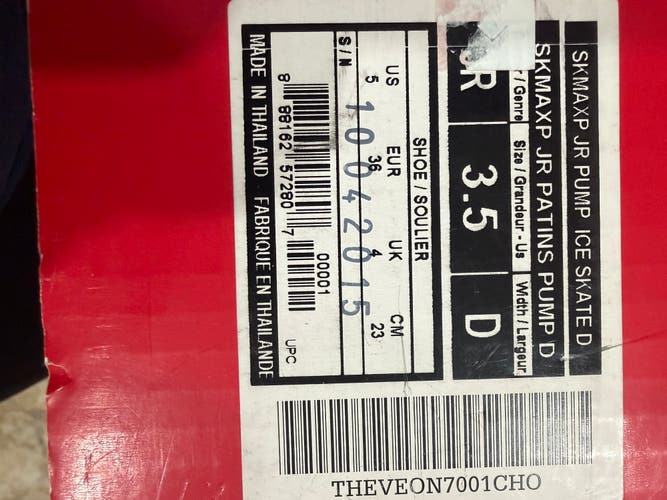 SKMAXP JR PUMP ICE SKATE D
SKMAXP JR PATINS PUMP D
/ Genre Size / Grandeur - Us Width / Largeur
JR 3.5 D
SHOE / SOULIER
US EUR UK CM
5 36 4 23
S / N 10042015
8 88162 57280 7 00001
UPC
MADE IN THAILAND FABRIQUE EN THAILANDE
THEVEON7001CHO